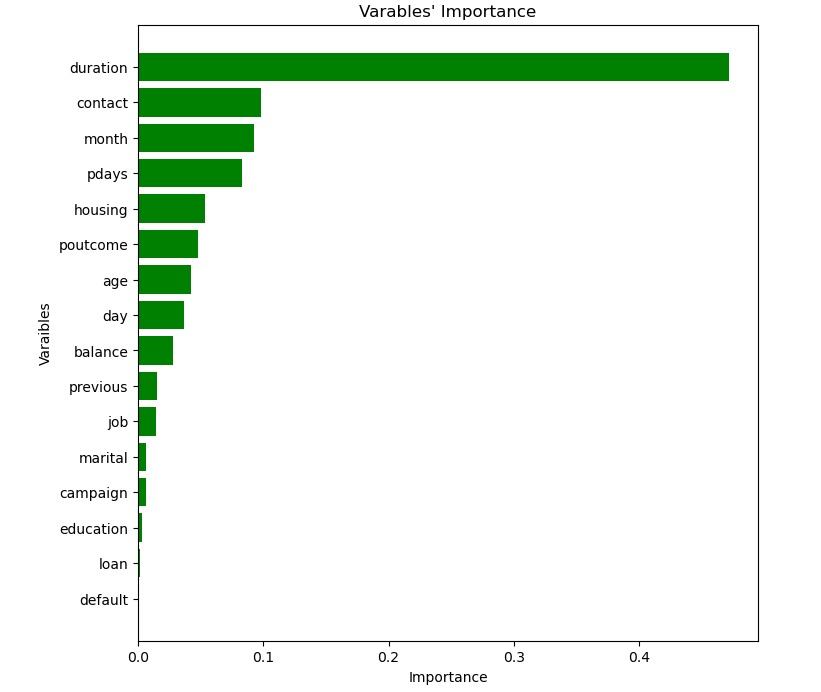 Varables' Importance
duration
contact
month
pdays
housing
poutcome
age
day
balance
previous
job
marital
campaign
education
loan
default
Varaibles
0.0 0.1 0.2 0.3 0.4
Importance